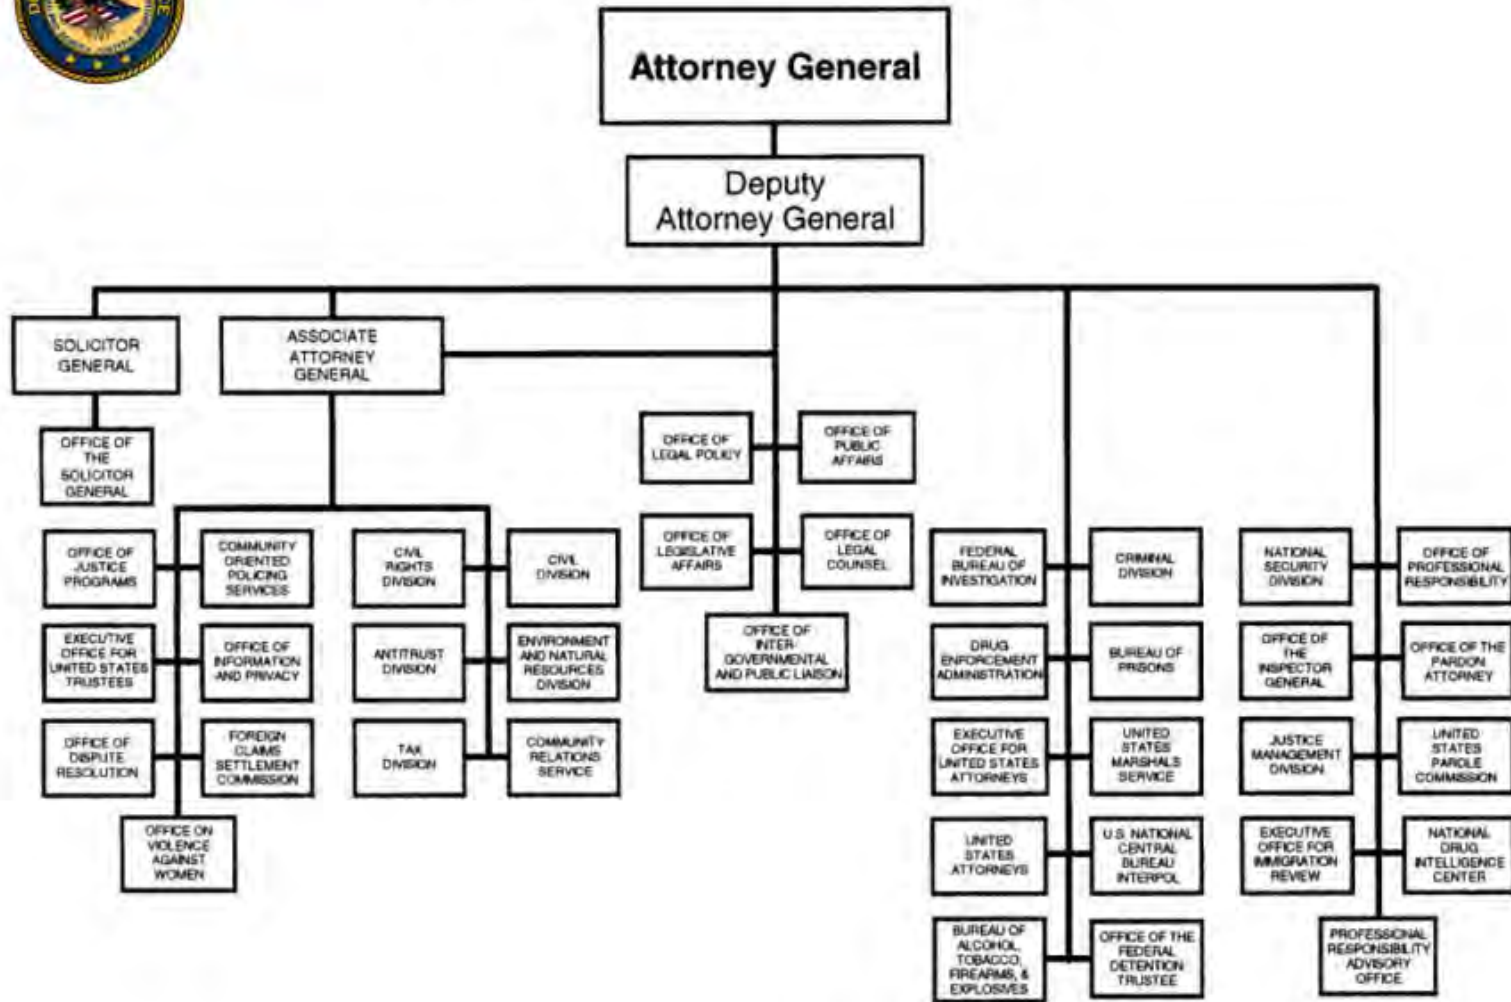 Attorney General
Deputy
Attorney General
SOLICITOR
GENERAL
ASSOCIATE
ATTORNEY
GENERAL
OFFICE OF
THE
SOLICITOR
GENERAL
OFFICE OF
LEGAL POLICY
OFFICE OF
PUBLIC
AFFAIRS
OFFICE OF
LEGISLATIVE
AFFAIRS
OFFICE OF
LEGAL
COUNSEL
OFFICE OF
INTER-
GOVERNMENTAL
AND PUBLIC LIAISON
OFFICE OF
JUSTICE
PROGRAMS
COMMUNITY
ORIENTED
POLICING
SERVICES
EXECUTIVE
OFFICE FOR
UNITED STATES
TRUSTEES
OFFICE OF
INFORMATION
AND PRIVACY
OFFICE OF
DISPUTE
RESOLUTION
FOREIGN
CLAIMS
SETTLEMENT
COMMISSION
OFFICE ON
VIOLENCE
AGAINST
WOMEN
CIVIL
RIGHTS
DIVISION
CIVIL
DIVISION
ANTITRUST
DIVISION
ENVIRONMENT
AND NATURAL
RESOURCES
DIVISION
TAX
DIVISION
COMMUNITY
RELATIONS
SERVICE
FEDERAL
BUREAU OF
INVESTIGATION
CRIMINAL
DIVISION
DRUG
ENFORCEMENT
ADMINISTRATION
BUREAU OF
PRISONS
EXECUTIVE
OFFICE FOR
UNITED STATES
ATTORNEYS
UNITED
STATES
MARSHALS
SERVICE
UNITED
STATES
ATTORNEYS
U.S. NATIONAL
CENTRAL
BUREAU
INTERPOL
BUREAU OF
ALCOHOL,
TOBACCO,
FIREARMS, &
EXPLOSIVES
OFFICE OF THE
FEDERAL
DETENTION
TRUSTEE
NATIONAL
SECURITY
DIVISION
OFFICE OF
PROFESSIONAL
RESPONSIBILITY
OFFICE OF
THE
INSPECTOR
GENERAL
OFFICE OF THE
PARDON
ATTORNEY
JUSTICE
MANAGEMENT
DIVISION
UNITED
STATES
PAROLE
COMMISSION
EXECUTIVE
OFFICE FOR
IMMIGRATION
REVIEW
NATIONAL
DRUG
INTELLIGENCE
CENTER
PROFESSIONAL
RESPONSIBILITY
ADVISORY
OFFICE